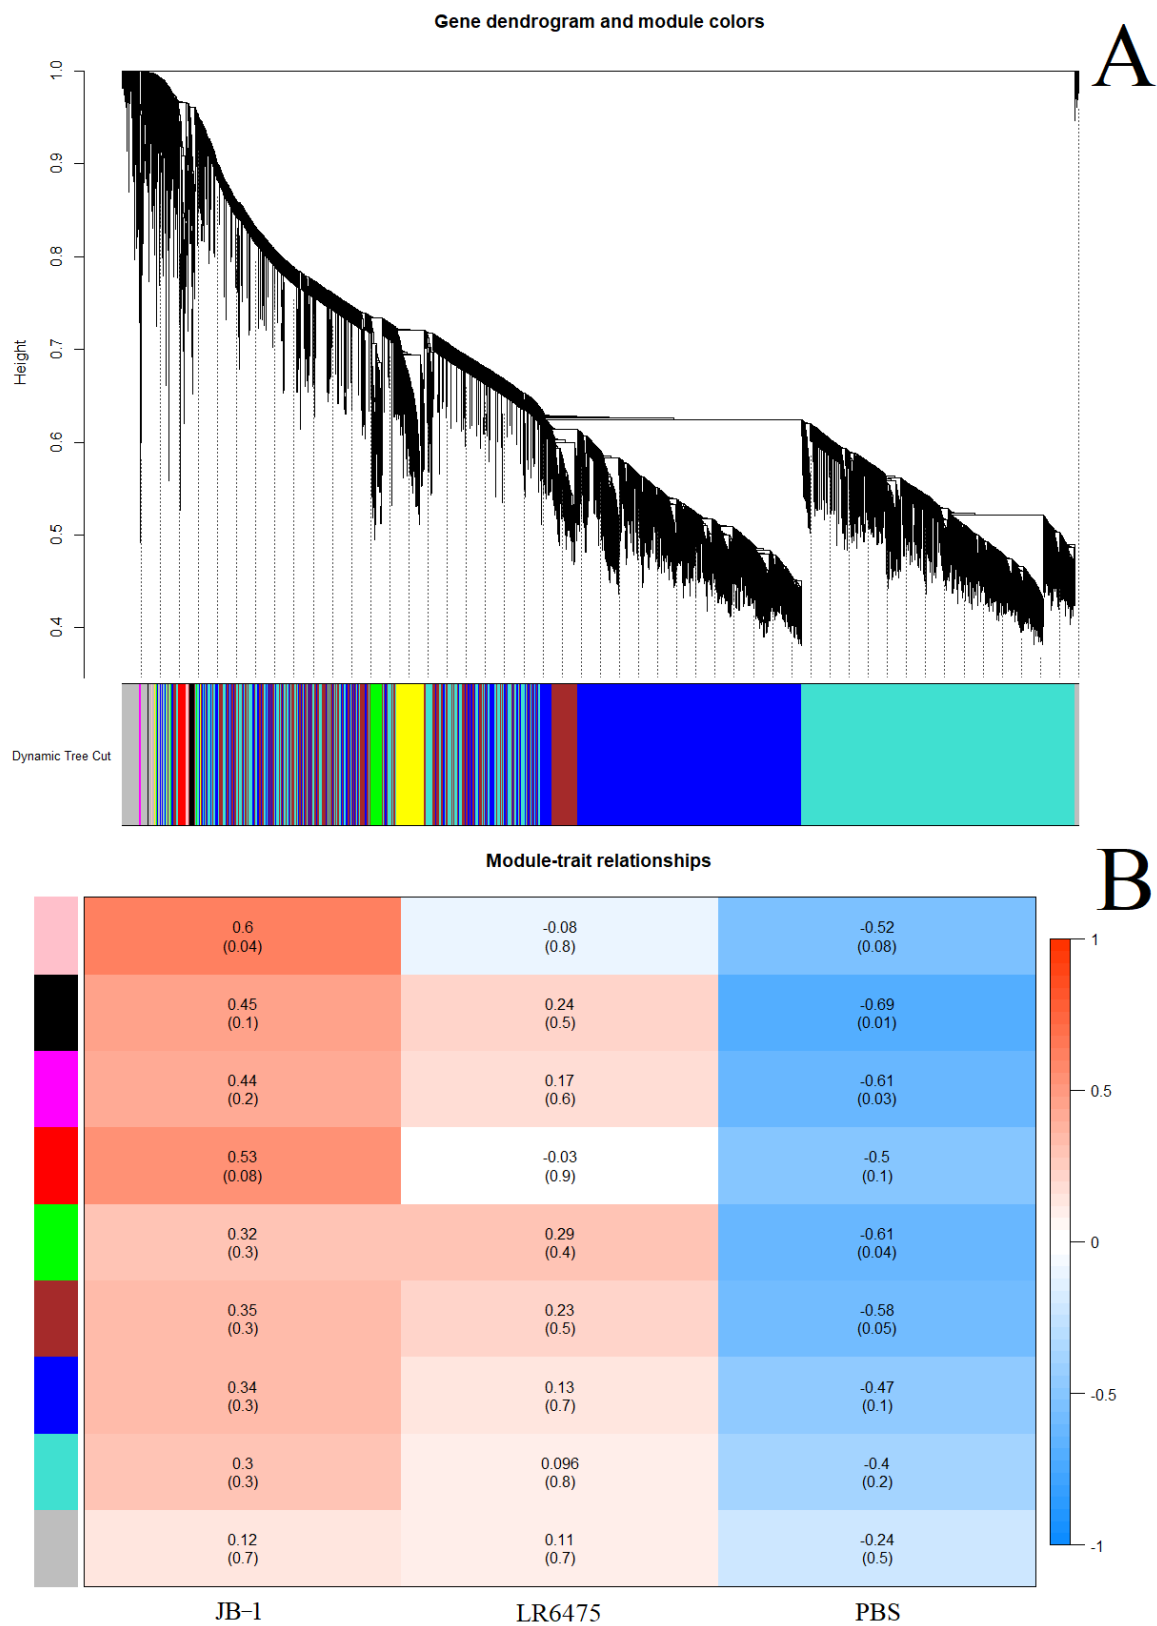 Gene dendrogram and module colors
A
1.0
0.9
0.8
0.7
0.6
0.5
0.4
Height
Dynamic Tree Cut
Module-trait relationships
B
0.6 -0.08 -0.52
(0.04) (0.8) (0.08)
0.45 0.24 -0.69
(0.1) (0.5) (0.01)
0.44 0.17 -0.61
(0.2) (0.6) (0.03)
0.53 -0.03 -0.5
(0.08) (0.9) (0.1)
0.32 0.29 -0.61
(0.3) (0.4) (0.04)
0.35 0.23 -0.58
(0.3) (0.5) (0.05)
0.34 0.13 -0.47
(0.3) (0.7) (0.1)
0.3 0.096 -0.4
(0.3) (0.8) (0.2)
0.12 0.11 -0.24
(0.7) (0.7) (0.5)
1
0.5
0
-0.5
-1
JB-1 LR6475 PBS